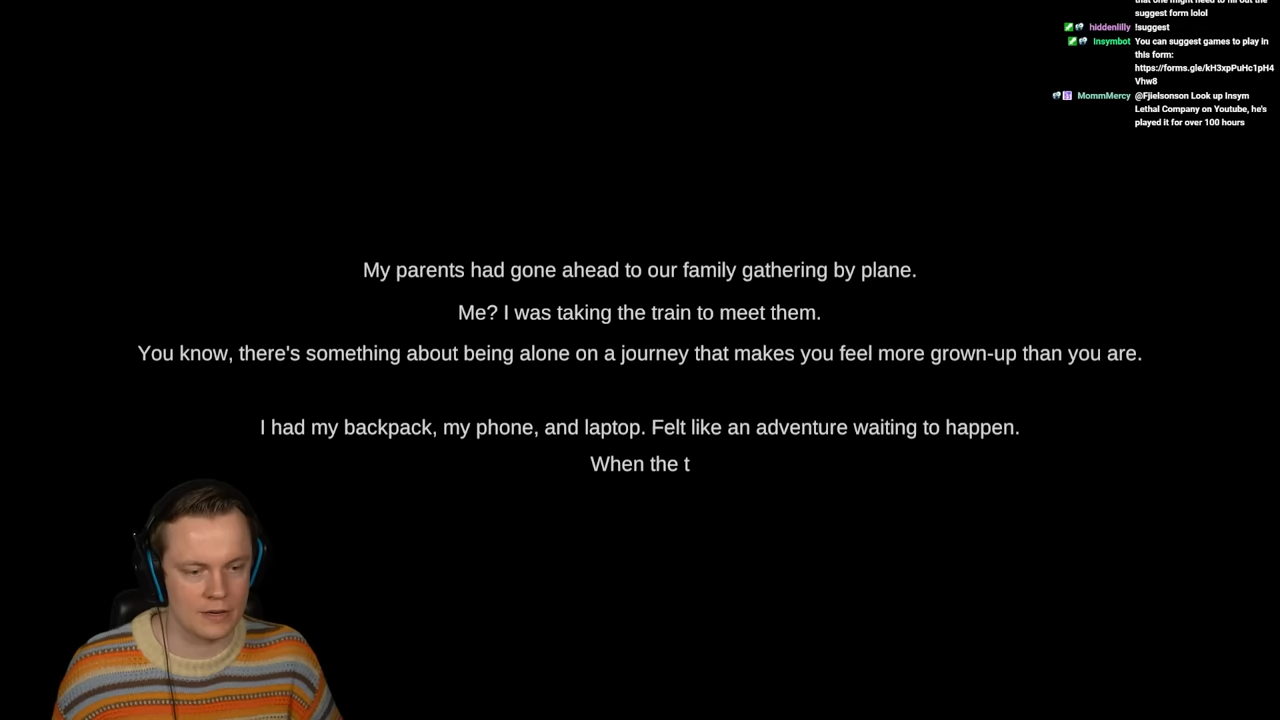 suggest form lolol
hiddenlilly !suggest
Insymbot You can suggest games to play in
this form:
https://forms.gle/kH3xpPuHc1pH4
Vhw8
MommMercy @Fjielsonson Look up Insym
Lethal Company on Youtube, he's
played it for over 100 hours
My parents had gone ahead to our family gathering by plane.
Me? I was taking the train to meet them.
You know, there's something about being alone on a journey that makes you feel more grown-up than you are.
I had my backpack, my phone, and laptop. Felt like an adventure waiting to happen.
When the t